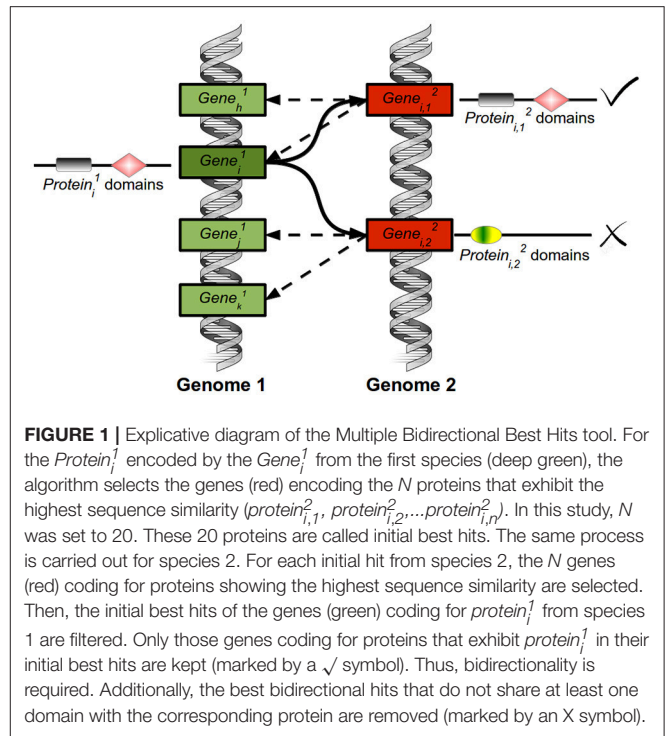 Gene_h^1
Gene_i,1^2
Protein_i,1^2 domains
Gene_i^1
Protein_i^1 domains
Gene_j^1
Gene_i,2^2
Protein_i,2^2 domains
Gene_k^1
Genome 1
Genome 2
FIGURE 1 | Explicative diagram of the Multiple Bidirectional Best Hits tool. For
the Protein_i^1 encoded by the Gene_i^1 from the first species (deep green), the
algorithm selects the genes (red) encoding the N proteins that exhibit the
highest sequence similarity (protein_i,1^2, protein_i,2^2,...protein_i,n^2). In this study, N
was set to 20. These 20 proteins are called initial best hits. The same process
is carried out for species 2. For each initial hit from species 2, the N genes
(red) coding for proteins showing the highest sequence similarity are selected.
Then, the initial best hits of the genes (green) coding for protein_i^1 from species
1 are filtered. Only those genes coding for proteins that exhibit protein_i^1 in their
initial best hits are kept (marked by a √ symbol). Thus, bidirectionality is
required. Additionally, the best bidirectional hits that do not share at least one
domain with the corresponding protein are removed (marked by an X symbol).